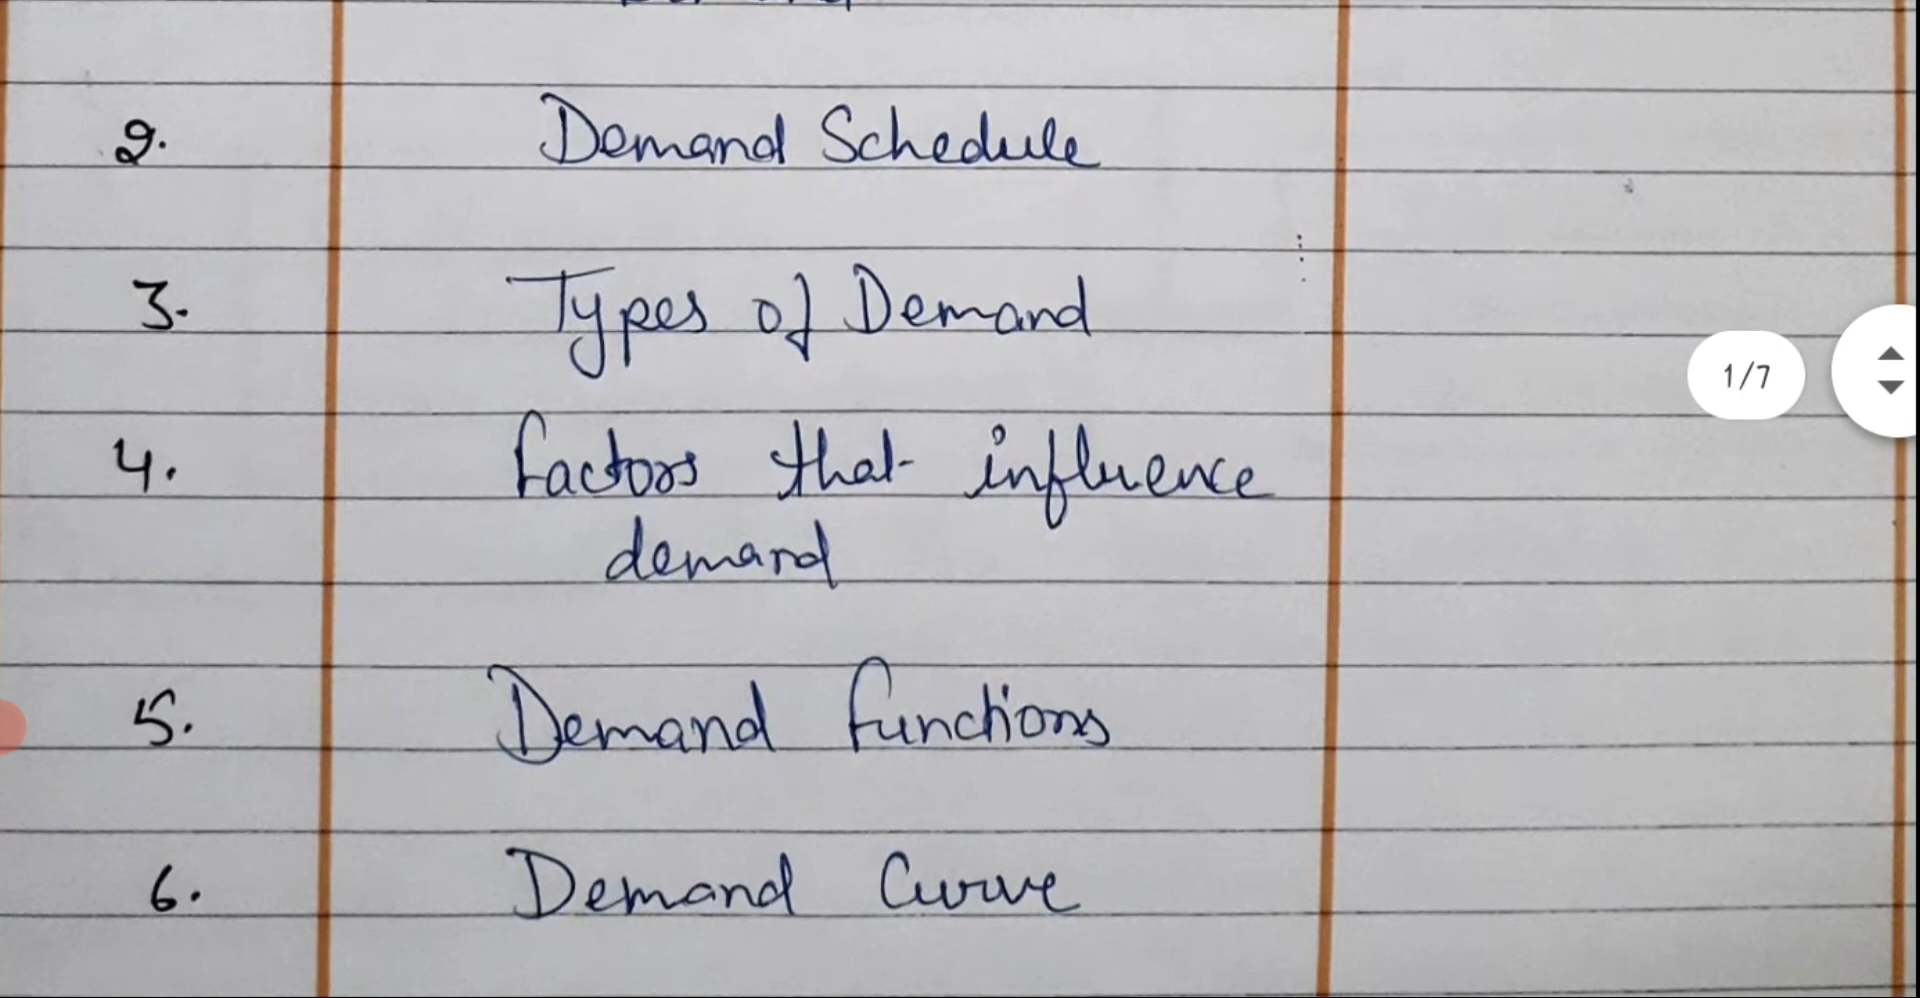 2. Demand Schedule
3. Types of Demand
1/7
4. Factors that influence
demand
5. Demand Functions
6. Demand Curve